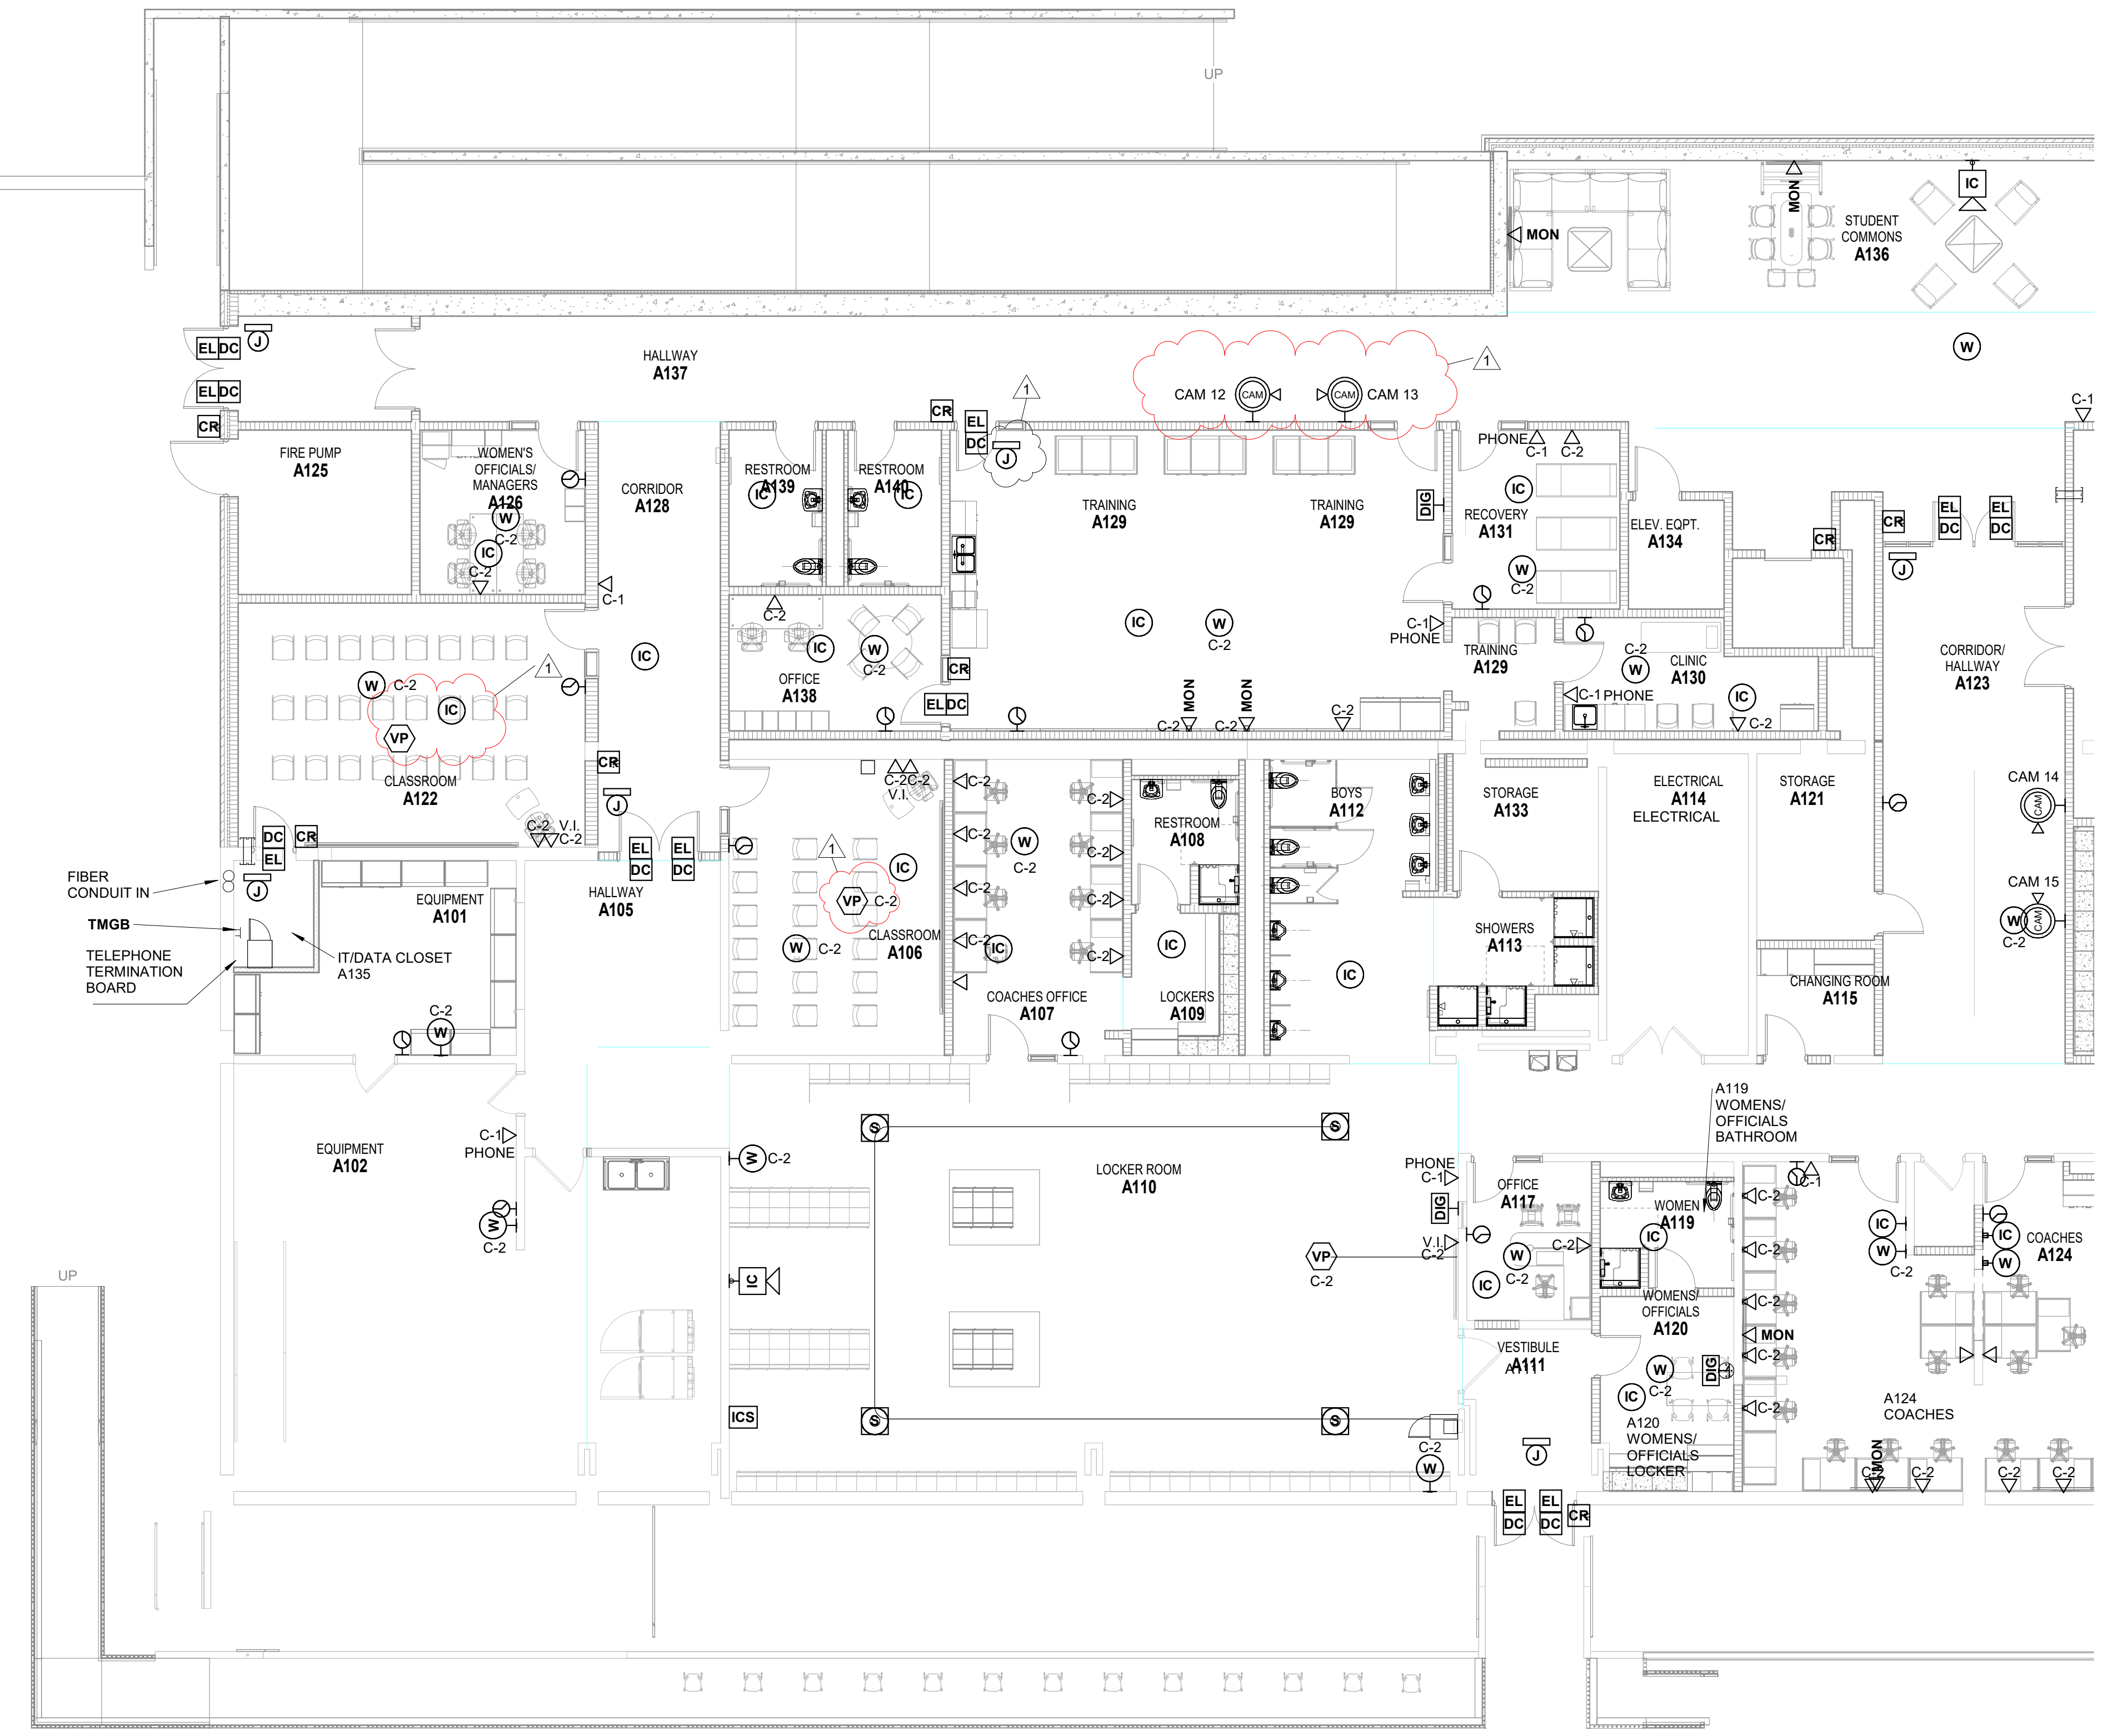 UP
MON
IC
STUDENT
COMMONS
A136
MON
W
J
EL DC
EL DC
CR
HALLWAY
A137
1
CAM 12
CAM
CAM
CAM 13
1
C-1
CR
EL
DC
J
FIRE PUMP
A125
WOMEN'S
OFFICIALS/
MANAGERS
A126
W
C-2
IC
C-2
CORRIDOR
A128
C-1
IC
RESTROOM
A139
IC
RESTROOM
A140
IC
TRAINING
A129
TRAINING
A129
DIG
PHONE
C-1
C-2
IC
RECOVERY
A131
W
C-2
ELEV. EQPT.
A134
CR
CR
EL
DC
EL
DC
J
C-2
IC
W
C-2
OFFICE
A138
CR
EL DC
IC
W
C-2
C-1
PHONE
TRAINING
A129
C-2
W
CLINIC
A130
C-1 PHONE
IC
C-2
CORRIDOR/
HALLWAY
A123
MON
C-2
MON
C-2
C-2
1
W
C-2
IC
VP
CLASSROOM
A122
C-2
V.I.
C-2
CR
J
EL
DC
EL
DC
DC
EL
CR
J
C-2
C-2
V.I.
1
IC
VP
C-2
W
C-2
CLASSROOM
A106
C-2
C-2
C-2
C-2
W
C-2
IC
C-2
C-2
C-2
C-2
COACHES OFFICE
A107
RESTROOM
A108
IC
LOCKERS
A109
BOYS
A112
IC
STORAGE
A133
ELECTRICAL
A114
ELECTRICAL
STORAGE
A121
CAM 14
CAM
CAM 15
CAM
W
C-2
SHOWERS
A113
CHANGING ROOM
A115
FIBER
CONDUIT IN
TMGB
TELEPHONE
TERMINATION
BOARD
IT/DATA CLOSET
A135
EQUIPMENT
A101
HALLWAY
A105
C-2
W
EQUIPMENT
A102
C-1
PHONE
W
C-2
W
C-2
S
S
LOCKER ROOM
A110
IC
VP
C-2
ICS
S
S
C-2
W
PHONE
C-1
DIG
V.I.
C-2
OFFICE
A117
W
C-2
C-2
IC
A119
WOMENS/
OFFICIALS
BATHROOM
WOMEN
A119
IC
WOMENS/
OFFICIALS
A120
VESTIBULE
A111
W
C-2
DIG
IC
A120
WOMENS/
OFFICIALS
LOCKER
J
EL
DC
EL
DC
CR
C-1
C-2
C-2
C-2
MON
C-2
C-2
IC
W
C-2
IC
W
COACHES
A124
A124
COACHES
MON
C-2
C-2
C-2
C-2
UP